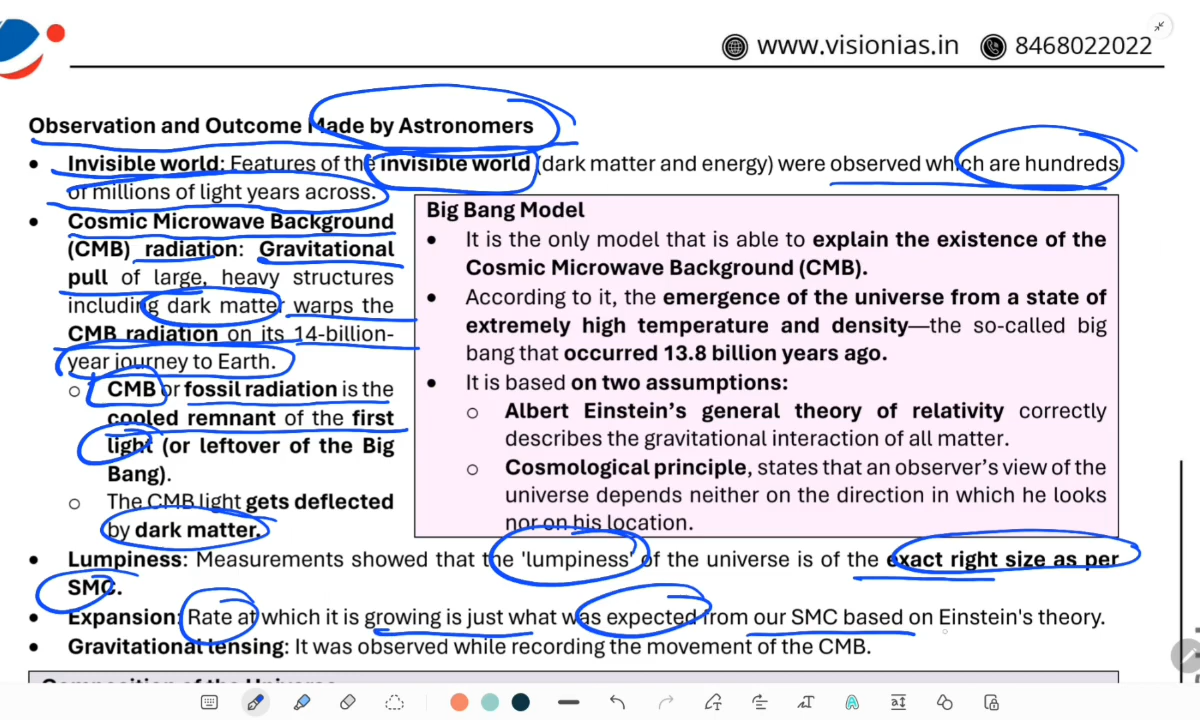 www.visionias.in 8468022022
Observation and Outcome Made by Astronomers
• Invisible world: Features of the invisible world (dark matter and energy) were observed which are hundreds
of millions of light years across.
• Cosmic Microwave Background
(CMB) radiation: Gravitational
pull of large, heavy structures
including dark matter warps the
CMB radiation on its 14-billion-
year journey to Earth.
o CMB or fossil radiation is the
cooled remnant of the first
light (or leftover of the Big
Bang).
o The CMB light gets deflected
by dark matter.
Big Bang Model
• It is the only model that is able to explain the existence of the
Cosmic Microwave Background (CMB).
• According to it, the emergence of the universe from a state of
extremely high temperature and density—the so-called big
bang that occurred 13.8 billion years ago.
• It is based on two assumptions:
o Albert Einstein's general theory of relativity correctly
describes the gravitational interaction of all matter.
o Cosmological principle, states that an observer's view of the
universe depends neither on the direction in which he looks
nor on his location.
• Lumpiness: Measurements showed that the 'lumpiness' of the universe is of the exact right size as per
SMC.
• Expansion: Rate at which it is growing is just what was expected from our SMC based on Einstein's theory.
• Gravitational lensing: It was observed while recording the movement of the CMB.
Composition of the Universe